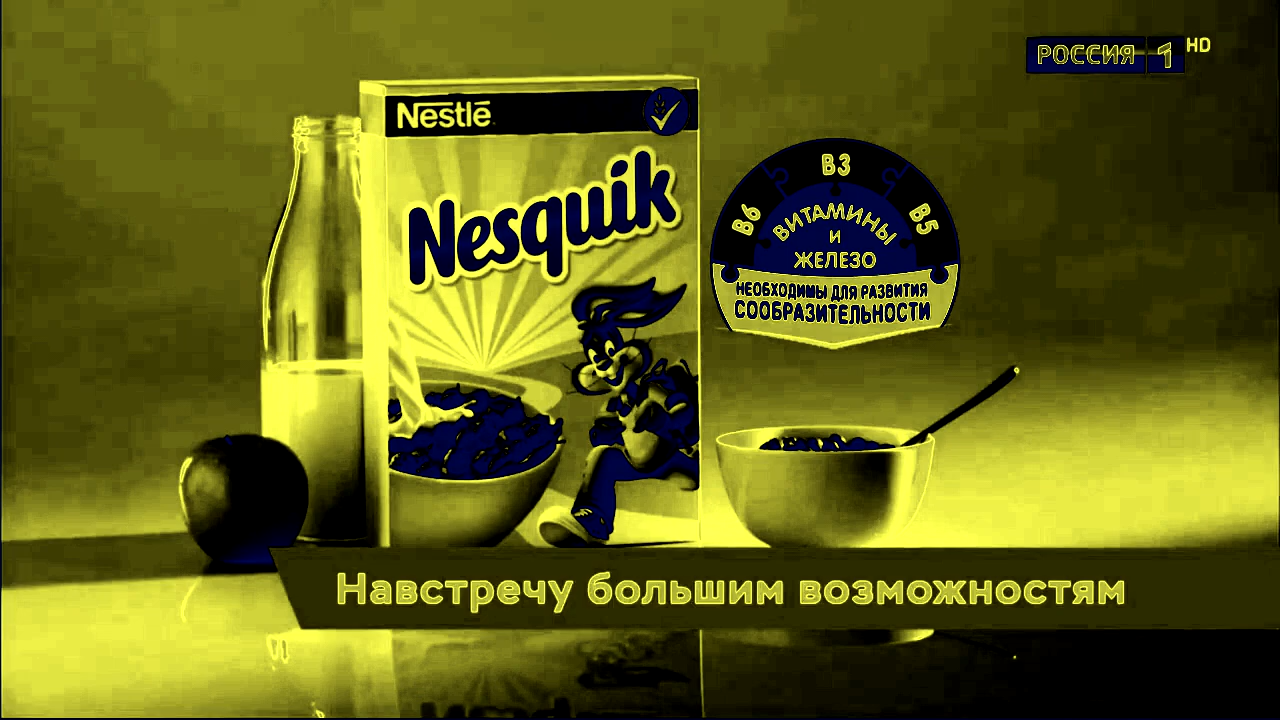 РОССИЯ 1 HD
Nestlé
Nesquik
B6 B3 B5
ВИТАМИНЫ
И
ЖЕЛЕЗО
НЕОБХОДИМЫ ДЛЯ РАЗВИТИЯ
СООБРАЗИТЕЛЬНОСТИ
Навстречу большим возможностям